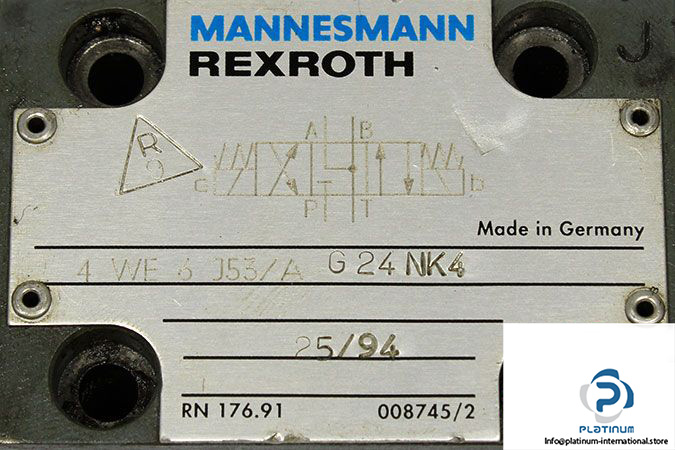 MANNESMANN
REXROTH
J
R
9
A B
a b
P T
Made in Germany
4 WE 6 J53/A G 24 NK4
25/94
RN 176.91 008745/2
PLATINUM
Info@platinum-international.store